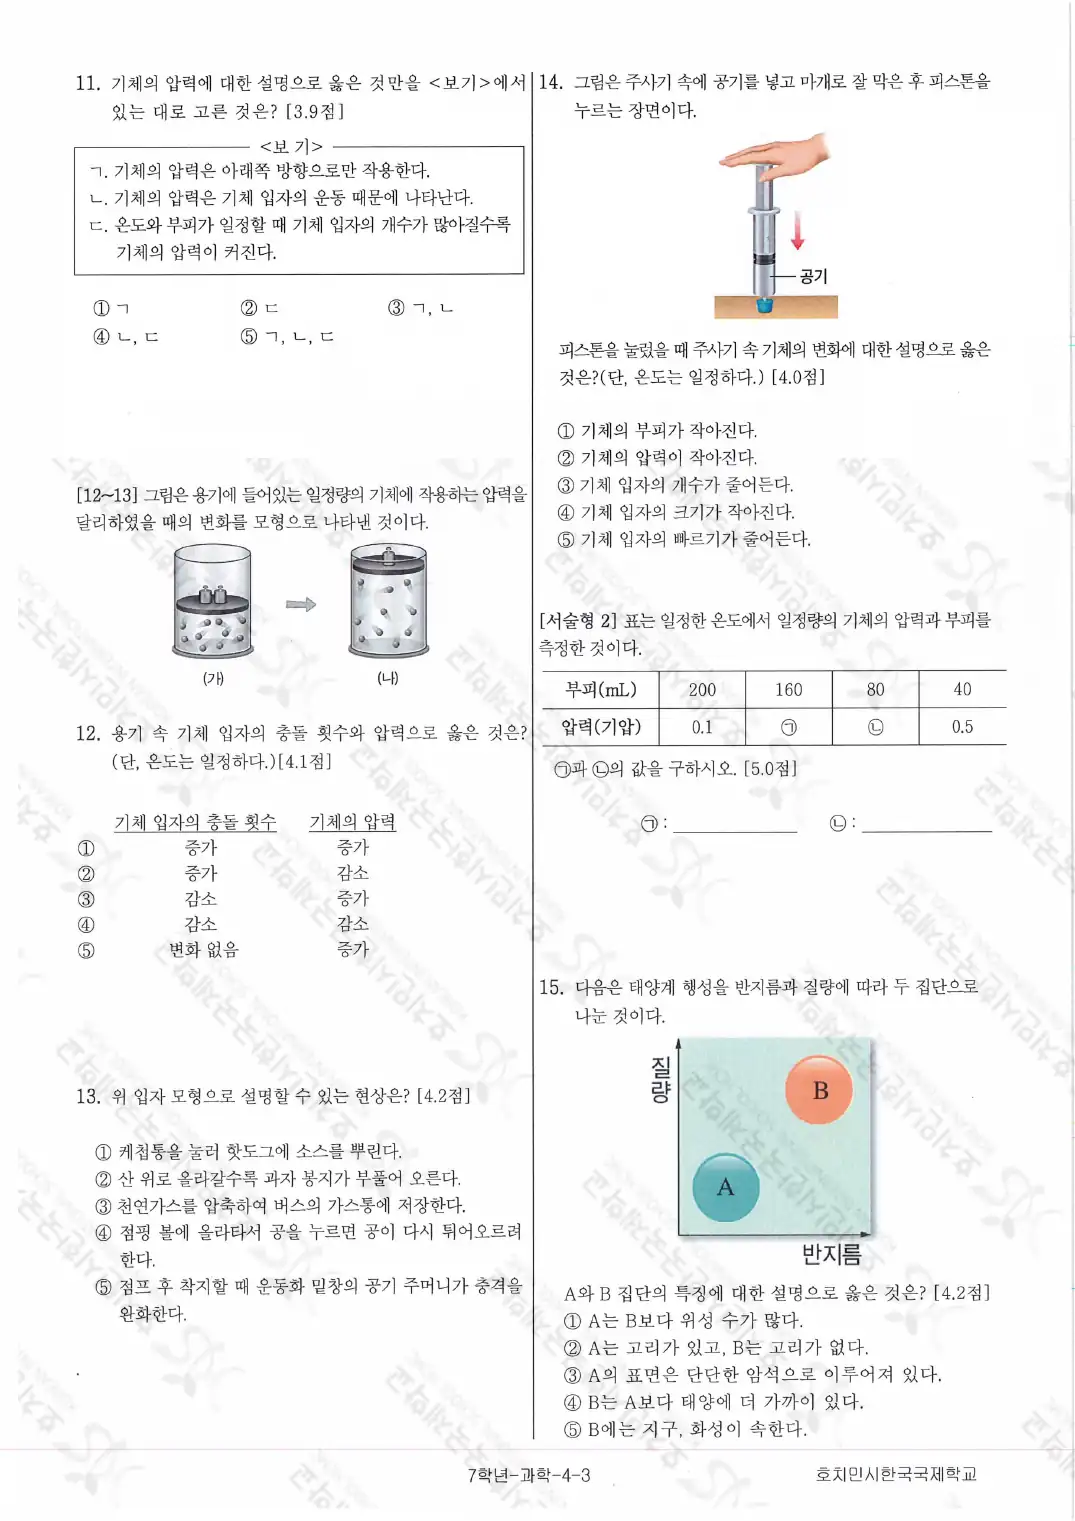 11. 기체의 압력에 대한 설명으로 옳은 것만을 <보기>에서
있는 대로 고른 것은? [3.9점]
<보 기>
ㄱ. 기체의 압력은 아래쪽 방향으로만 작용한다.
ㄴ. 기체의 압력은 기체 입자의 운동 때문에 나타난다.
ㄷ. 온도와 부피가 일정할 때 기체 입자의 개수가 많아질수록
기체의 압력이 커진다.
① ㄱ ② ㄷ ③ ㄱ, ㄴ
④ ㄴ, ㄷ ⑤ ㄱ, ㄴ, ㄷ
[12~13] 그림은 용기에 들어있는 일정량의 기체에 작용하는 압력을
달리하였을 때의 변화를 모형으로 나타낸 것이다.
(가) (나)
12. 용기 속 기체 입자의 충돌 횟수와 압력으로 옳은 것은?
(단, 온도는 일정하다.)[4.1점]
기체 입자의 충돌 횟수 기체의 압력
① 증가 증가
② 증가 감소
③ 감소 증가
④ 감소 감소
⑤ 변화 없음 증가
13. 위 입자 모형으로 설명할 수 있는 현상은? [4.2점]
① 케첩통을 눌러 핫도그에 소스를 뿌린다.
② 산 위로 올라갈수록 과자 봉지가 부풀어 오른다.
③ 천연가스를 압축하여 버스의 가스통에 저장한다.
④ 점핑 볼에 올라타서 공을 누르면 공이 다시 튀어오르려
한다.
⑤ 점프 후 착지할 때 운동화 밑창의 공기 주머니가 충격을
완화한다.
14. 그림은 주사기 속에 공기를 넣고 마개로 잘 막은 후 피스톤을
누르는 장면이다.
공기
피스톤을 눌렀을 때 주사기 속 기체의 변화에 대한 설명으로 옳은
것은?(단, 온도는 일정하다.) [4.0점]
① 기체의 부피가 작아진다.
② 기체의 압력이 작아진다.
③ 기체 입자의 개수가 줄어든다.
④ 기체 입자의 크기가 작아진다.
⑤ 기체 입자의 빠르기가 줄어든다.
[서술형 2] 표는 일정한 온도에서 일정량의 기체의 압력과 부피를
측정한 것이다.
부피(mL) 200 160 80 40
압력(기압) 0.1 ㉠ ㉡ 0.5
㉠과 ㉡의 값을 구하시오. [5.0점]
㉠ : ____________ ㉡ : ____________
15. 다음은 태양계 행성을 반지름과 질량에 따라 두 집단으로
나눈 것이다.
질량
B
A
반지름
A와 B 집단의 특징에 대한 설명으로 옳은 것은? [4.2점]
① A는 B보다 위성 수가 많다.
② A는 고리가 있고, B는 고리가 없다.
③ A의 표면은 단단한 암석으로 이루어져 있다.
④ B는 A보다 태양에 더 가까이 있다.
⑤ B에는 지구, 화성이 속한다.
7학년-과학-4-3
호치민시한국국제학교